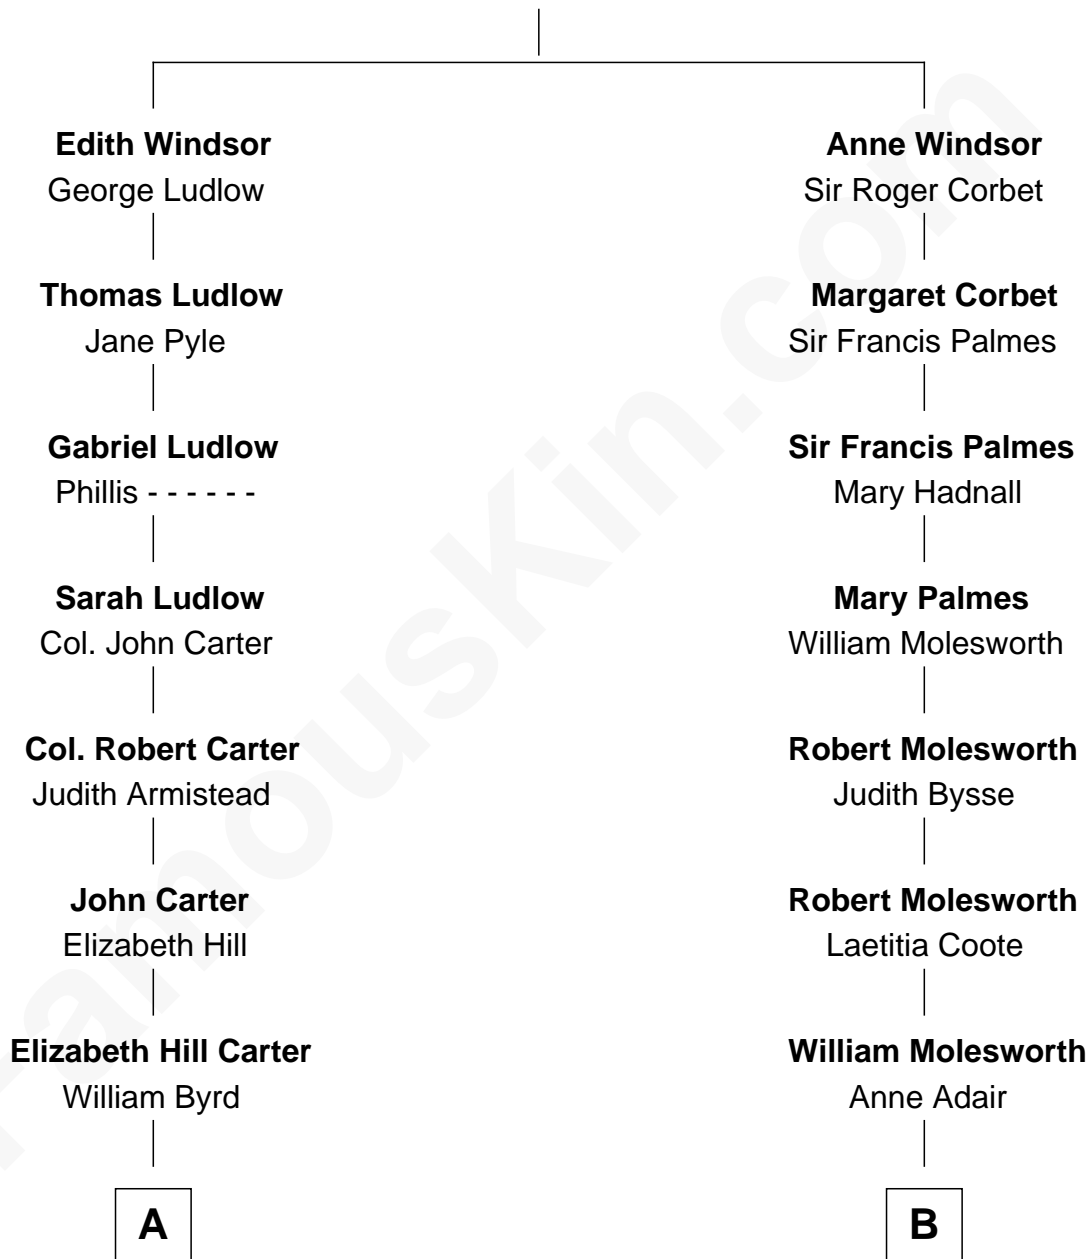 Edith Windsor
George Ludlow
Thomas Ludlow
Jane Pyle
Gabriel Ludlow
Phillis - - - - - -
Sarah Ludlow
Col. John Carter
Col. Robert Carter
Judith Armistead
John Carter
Elizabeth Hill
Elizabeth Hill Carter
William Byrd
A
Anne Windsor
Sir Roger Corbet
Margaret Corbet
Sir Francis Palmes
Sir Francis Palmes
Mary Hadnall
Mary Palmes
William Molesworth
Robert Molesworth
Judith Bysse
Robert Molesworth
Laetitia Coote
William Molesworth
Anne Adair
B
FamousKin.com